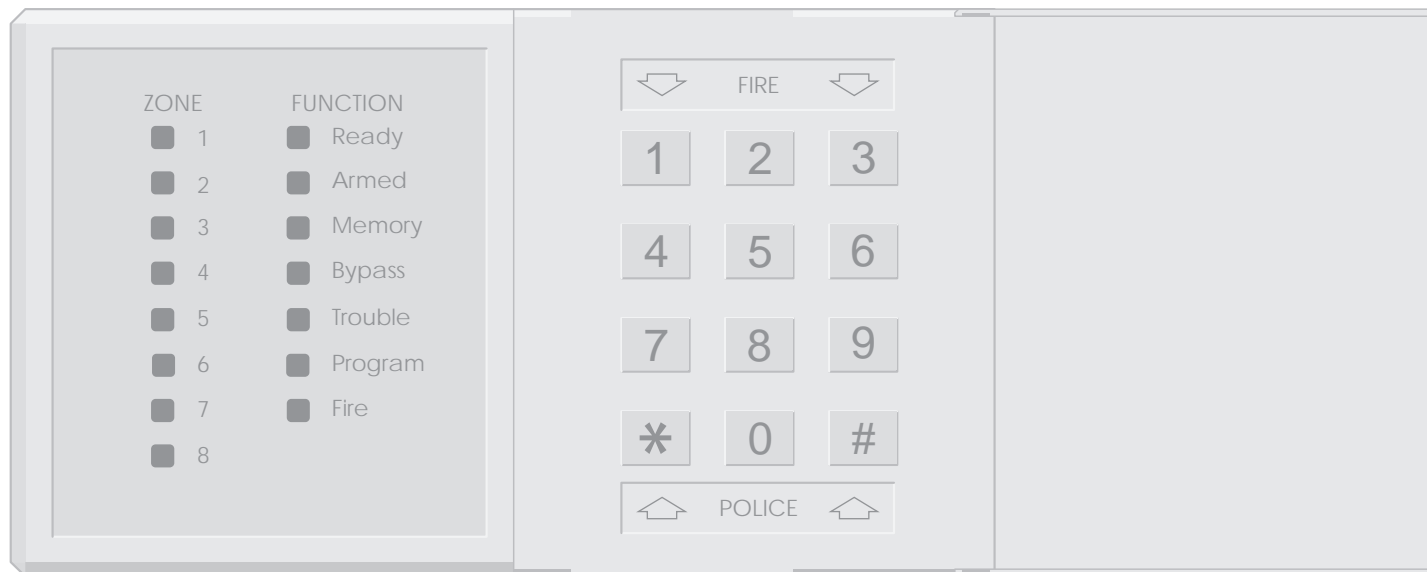 ZONE FUNCTION
1 Ready
2 Armed
3 Memory
4 Bypass
5 Trouble
6 Program
7 Fire
8
FIRE
1 2 3
4 5 6
7 8 9
* 0 #
POLICE